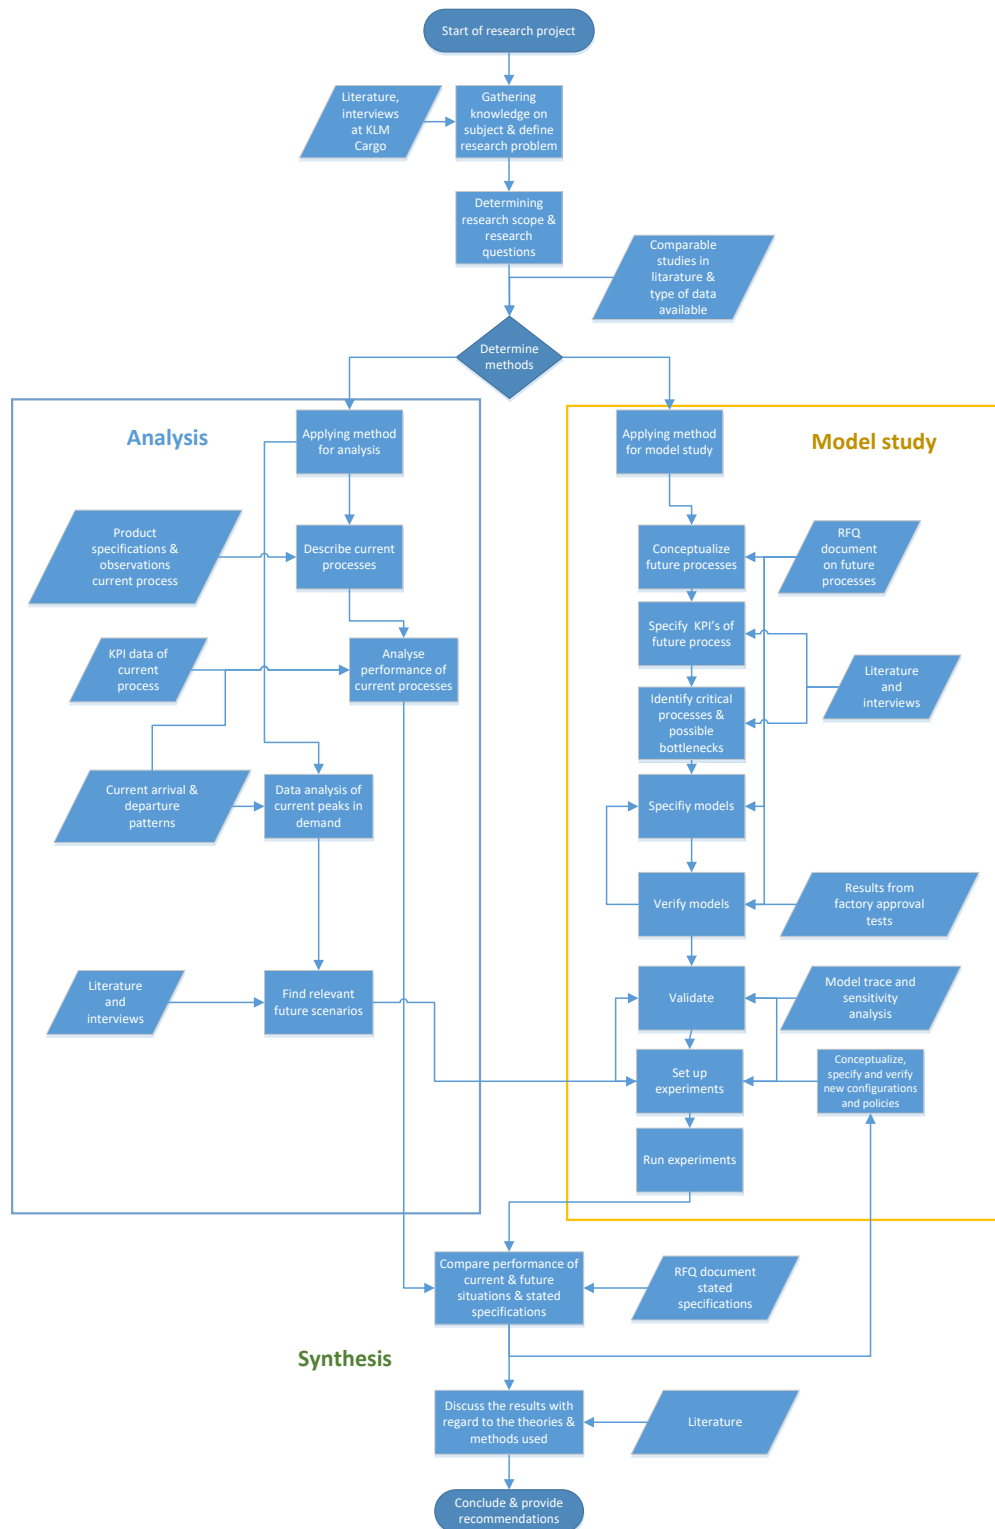 Start of research project
Literature,
interviews
at KLM
Cargo
Gathering
knowledge on
subject & define
research problem
Determining
research scope &
research
questions
Comparable
studies in
litarature &
type of data
available
Determine
methods
Analysis
Applying method
for analysis
Product
specifications &
observations
current process
Describe current
processes
KPI data of
current
process
Analyse
performance of
current processes
Current arrival &
departure
patterns
Data analysis of
current peaks in
demand
Literature
and
interviews
Find relevant
future scenarios
Model study
Applying method
for model study
Conceptualize
future processes
RFQ
document
on future
processes
Specify KPI's of
future process
Literature
and
interviews
Identify critical
processes &
possible
bottlenecks
Specifiy models
Verify models
Results from
factory approval
tests
Validate
Model trace and
sensitivity
analysis
Set up
experiments
Conceptualize,
specify and verify
new configurations
and policies
Run experiments
Compare performance of
current & future
situations & stated
specifications
RFQ document
stated
specifications
Synthesis
Discuss the results with
regard to the theories &
methods used
Literature
Conclude & provide
recommendations